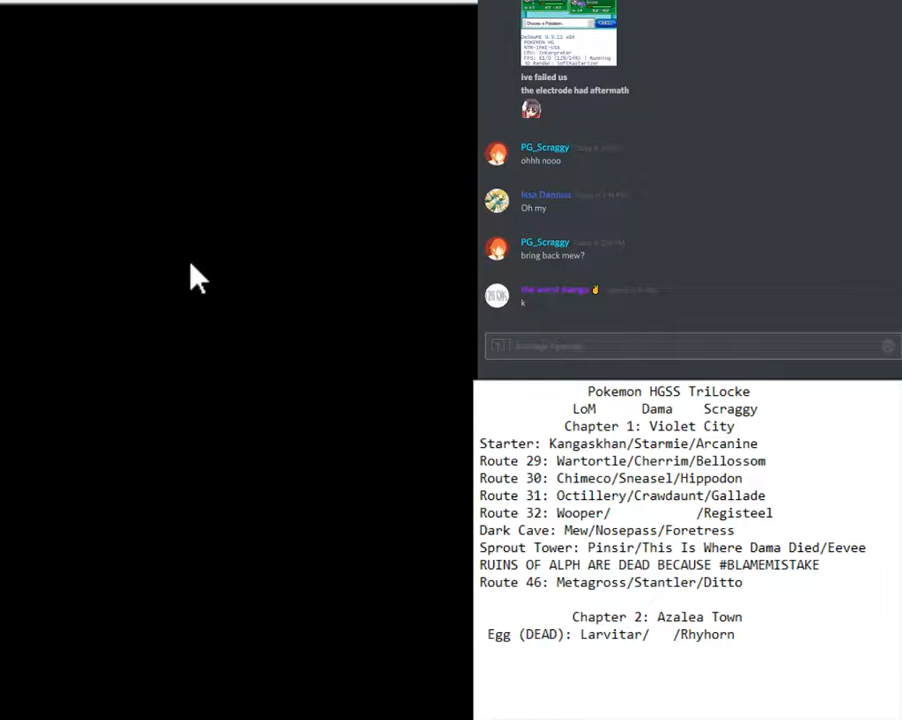 Choose a Pokemon.
ive failed us
the electrode had aftermath
PG_Scraggy
ohhh nooo
Issa Dannuu
Oh my
PG_Scraggy
bring back mew?
k
Pokemon HGSS TriLocke
LoM Dama Scraggy
Chapter 1: Violet City
Starter: Kangaskhan/Starmie/Arcanine
Route 29: Wartortle/Cherrim/Bellossom
Route 30: Chimeco/Sneasel/Hippodon
Route 31: Octillery/Crawdaunt/Gallade
Route 32: Wooper/ /Registeel
Dark Cave: Mew/Nosepass/Foretress
Sprout Tower: Pinsir/This Is Where Dama Died/Eevee
RUINS OF ALPH ARE DEAD BECAUSE #BLAMEMISTAKE
Route 46: Metagross/Stantler/Ditto
Chapter 2: Azalea Town
Egg (DEAD): Larvitar/ /Rhyhorn